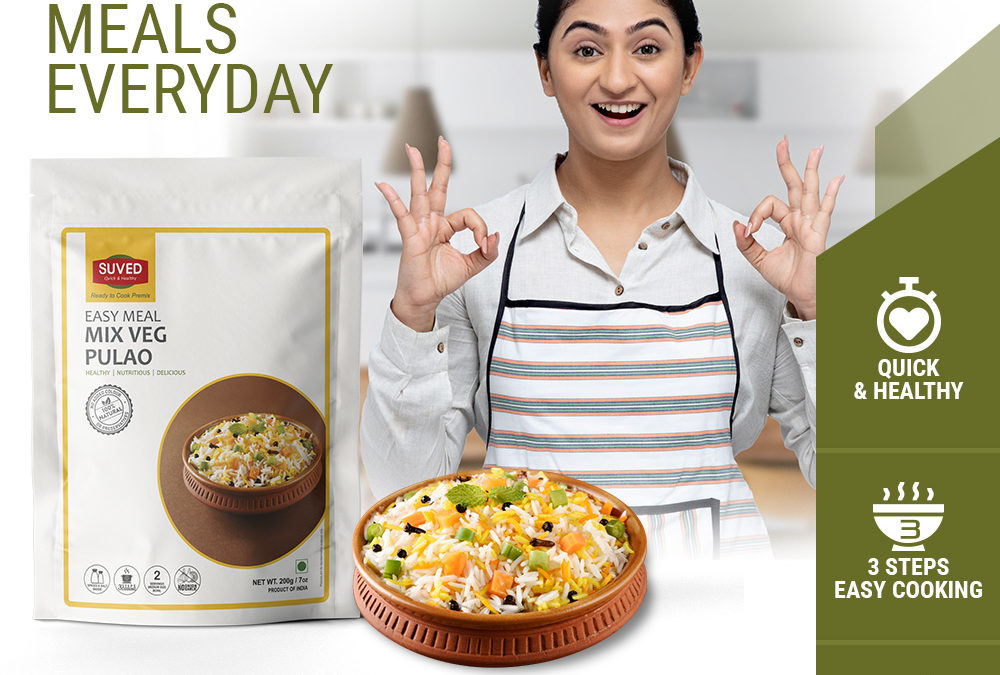 MEALS
EVERYDAY
SUVED
Quick & Healthy
Ready to Cook Premix
EASY MEAL
MIX VEG
PULAO
HEALTHY | NUTRITIOUS | DELICIOUS
100%
NATURAL
2
NET WT. 200g / 7oz
PRODUCT OF INDIA
QUICK
& HEALTHY
3
3 STEPS
EASY COOKING